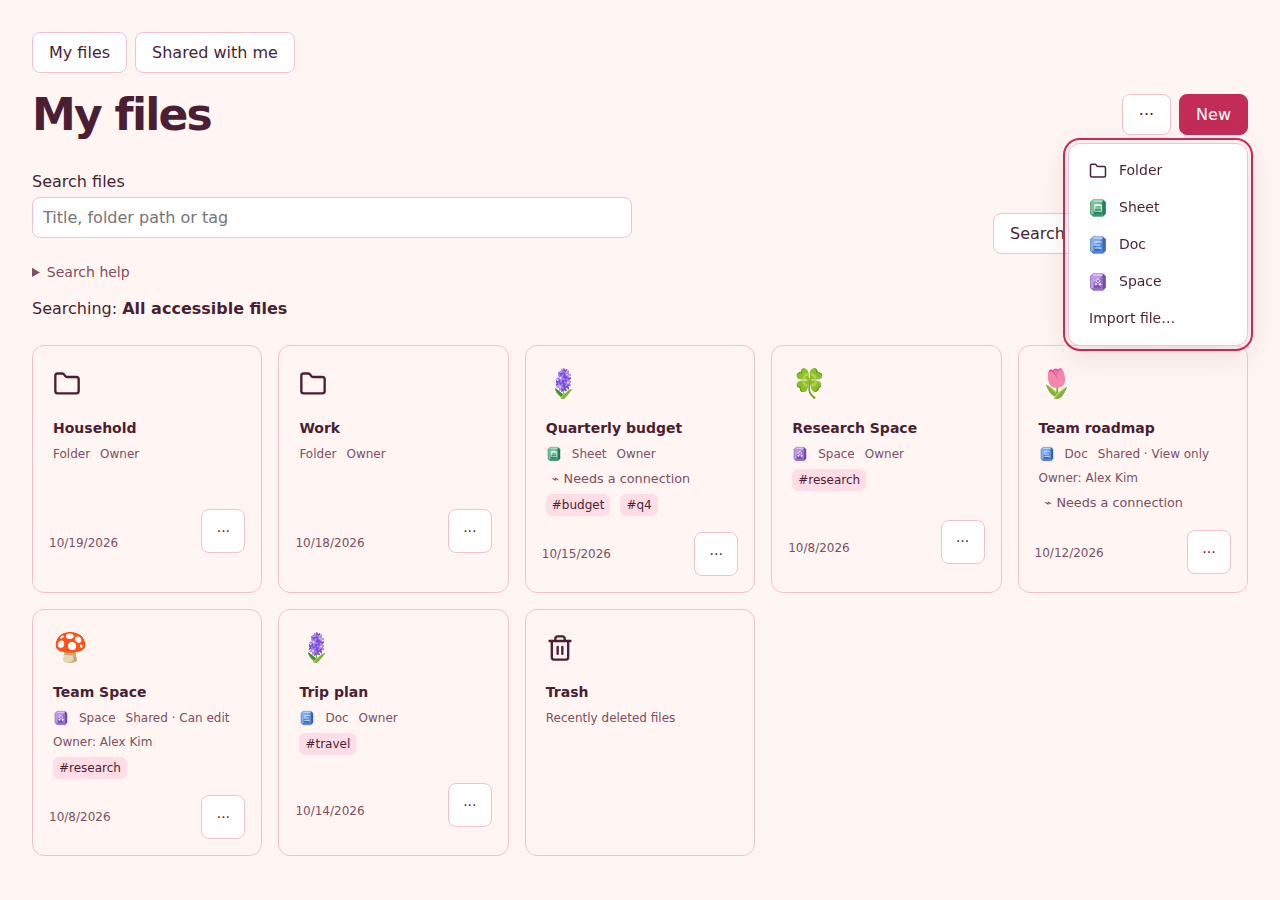 My files
Shared with me
My files
...
New
Folder
Sheet
Doc
Space
Import file...
Search files
Title, folder path or tag
Search
Search help
Searching: All accessible files
Household
Folder Owner
10/19/2026
...
Work
Folder Owner
10/18/2026
...
Quarterly budget
Sheet Owner
Needs a connection
#budget #q4
10/15/2026
...
Research Space
Space Owner
#research
10/8/2026
...
Team roadmap
Doc Shared · View only
Owner: Alex Kim
Needs a connection
10/12/2026
...
Team Space
Space Shared · Can edit
Owner: Alex Kim
#research
10/8/2026
...
Trip plan
Doc Owner
#travel
10/14/2026
...
Trash
Recently deleted files